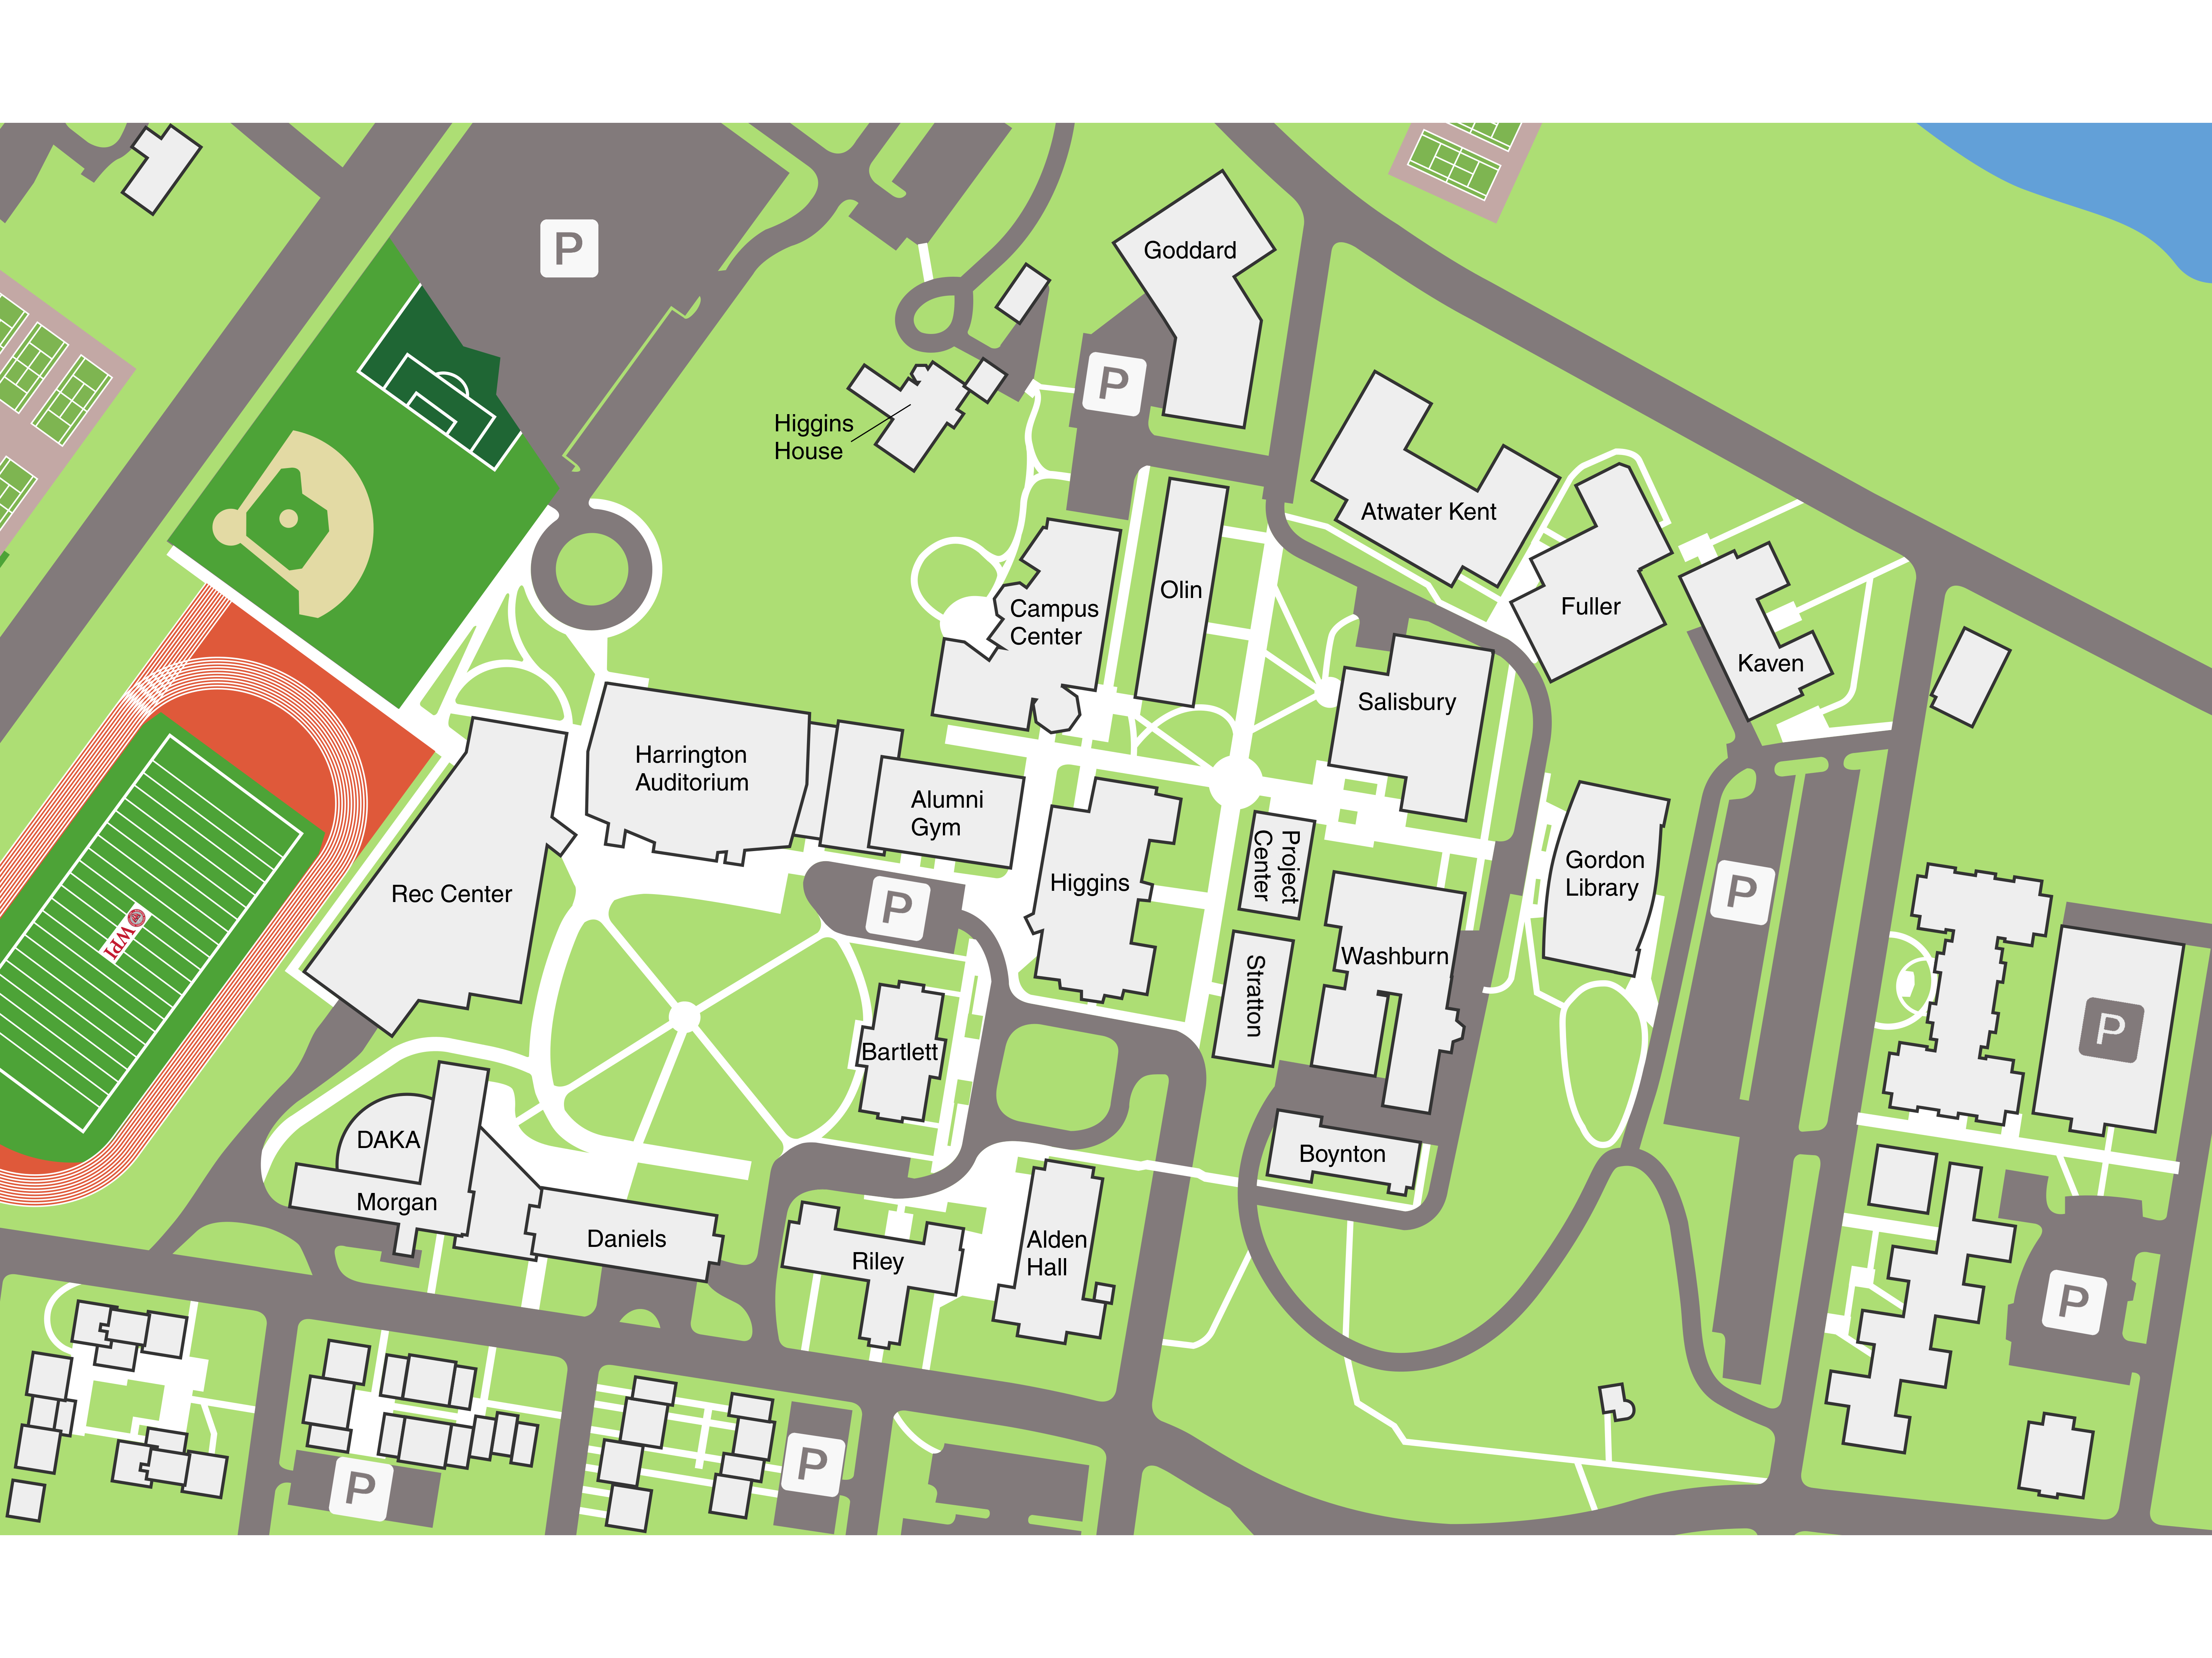 P
Goddard
P
Higgins
House
Atwater Kent
Olin
Fuller
Campus
Center
Kaven
Salisbury
Harrington
Auditorium
Alumni
Gym
Project
Center
Gordon
Library
Higgins
Rec Center
P
P
WPI
Washburn
Stratton
P
Bartlett
DAKA
Boynton
Morgan
Daniels
Riley
Alden
Hall
P
P
P